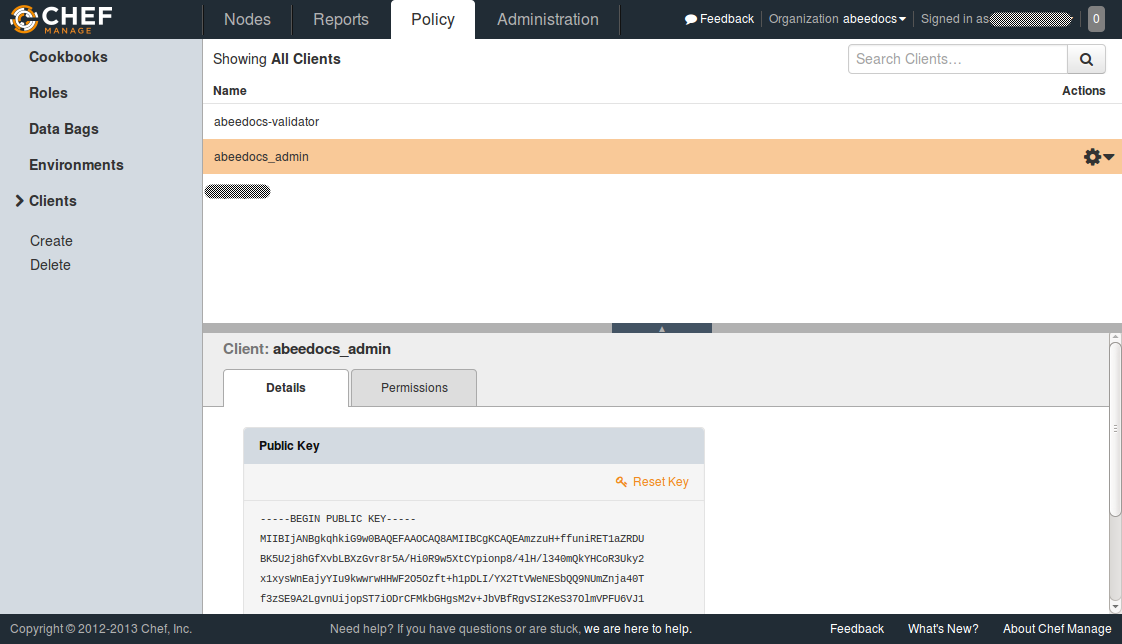 CHEF
MANAGE
Nodes
Reports
Policy
Administration
Feedback
Organization abeedocs
Signed in as
0
Cookbooks
Roles
Data Bags
Environments
Clients
Create
Delete
Showing All Clients
Search Clients...
Name
Actions
abeedocs-validator
abeedocs_admin
Client: abeedocs_admin
Details
Permissions
Public Key
Reset Key
-----BEGIN PUBLIC KEY-----
MIIBIjANBgkqhkiG9w0BAQEFAAOCAQ8AMIIBCgKCAQEAmzzuH+ffuniRET1aZRDU
BK5U2j8hGfXvbLBXzGvr8r5A/Hi0R9w5XtCYpionp8/4lH/l340mQkYHCoR3Uky2
x1xysWnEajyYIu9kwwrwHHWF2O5Ozft+h1pDLI/YX2TtVWeNESbQQ9NUmZnja40T
f3zSE9A2LgvnUijopST7iODrCFMkbGHgsM2v+JbVBfRgvSI2KeS37OlmVPFU6VJ1
Copyright © 2012-2013 Chef, Inc.
Need help? If you have questions or are stuck, we are here to help.
Feedback
What's New?
About Chef Manage